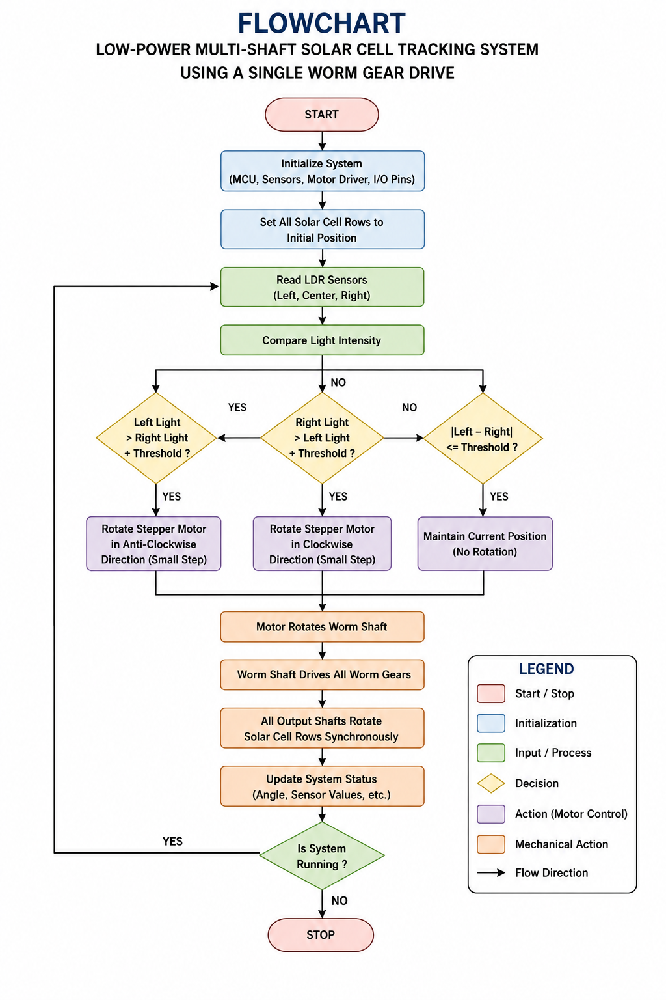 FLOWCHART
LOW-POWER MULTI-SHAFT SOLAR CELL TRACKING SYSTEM
USING A SINGLE WORM GEAR DRIVE
START
Initialize System
(MCU, Sensors, Motor Driver, I/O Pins)
Set All Solar Cell Rows to
Initial Position
Read LDR Sensors
(Left, Center, Right)
Compare Light Intensity
NO
YES
NO
Left Light
> Right Light
+ Threshold ?
Right Light
> Left Light
+ Threshold ?
|Left – Right|
<= Threshold ?
YES
YES
YES
Rotate Stepper Motor
in Anti-Clockwise
Direction (Small Step)
Rotate Stepper Motor
in Clockwise
Direction (Small Step)
Maintain Current Position
(No Rotation)
Motor Rotates Worm Shaft
Worm Shaft Drives All Worm Gears
All Output Shafts Rotate
Solar Cell Rows Synchronously
Update System Status
(Angle, Sensor Values, etc.)
YES
Is System
Running ?
NO
STOP
LEGEND
Start / Stop
Initialization
Input / Process
Decision
Action (Motor Control)
Mechanical Action
Flow Direction